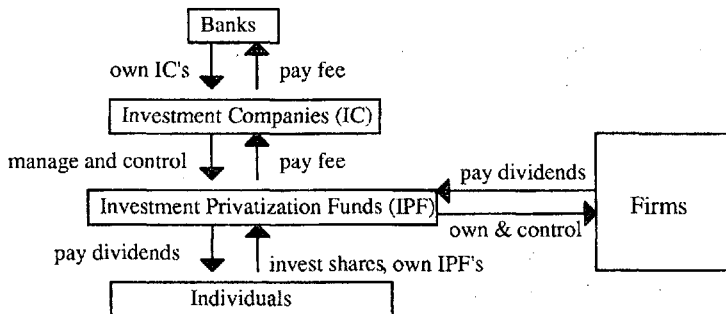 Banks
own IC's
pay fee
Investment Companies (IC)
manage and control
pay fee
pay dividends
Investment Privatization Funds (IPF)
Firms
own & control
pay dividends
invest shares, own IPF's
Individuals